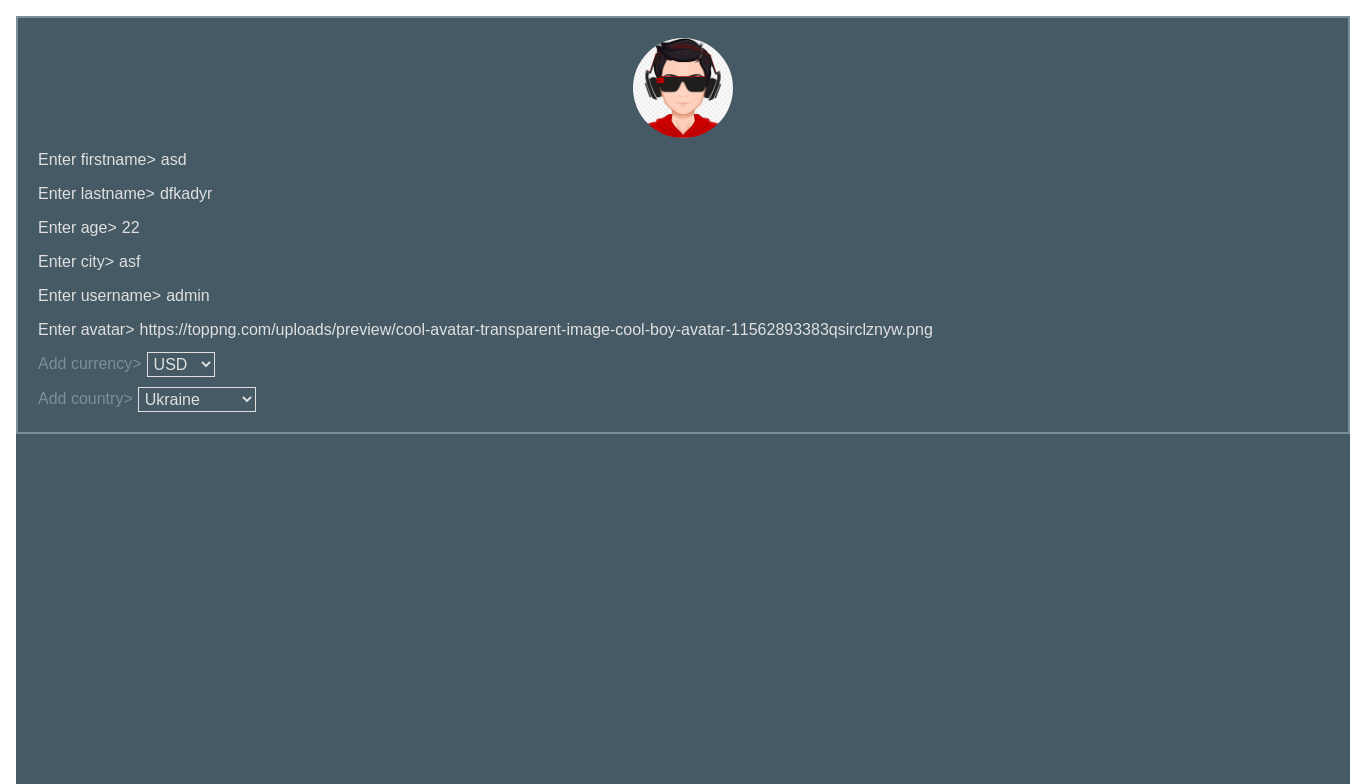 Enter firstname> asd
Enter lastname> dfkadyr
Enter age> 22
Enter city> asf
Enter username> admin
Enter avatar> https://toppng.com/uploads/preview/cool-avatar-transparent-image-cool-boy-avatar-11562893383qsirclznyw.png
Add currency> USD
Add country> Ukraine